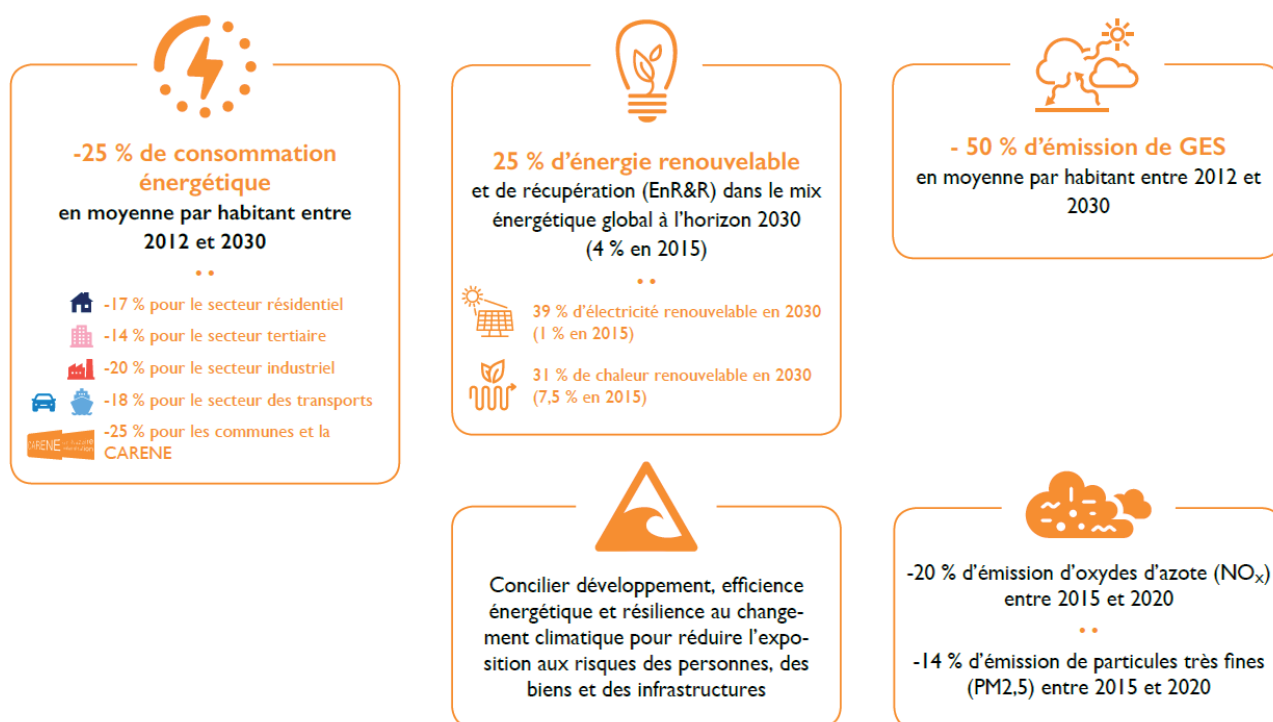 -25 % de consommation
énergétique
en moyenne par habitant entre
2012 et 2030
-17 % pour le secteur résidentiel
-14 % pour le secteur tertiaire
-20 % pour le secteur industriel
-18 % pour le secteur des transports
CARENE
-25 % pour les communes et la
CARENE
25 % d’énergie renouvelable
et de récupération (EnR&R) dans le mix
énergétique global à l’horizon 2030
(4 % en 2015)
39 % d’électricité renouvelable en 2030
(1 % en 2015)
31 % de chaleur renouvelable en 2030
(7,5 % en 2015)
- 50 % d’émission de GES
en moyenne par habitant entre 2012 et
2030
Concilier développement, efficience
énergétique et résilience au change-
ment climatique pour réduire l’expo-
sition aux risques des personnes, des
biens et des infrastructures
-20 % d’émission d’oxydes d’azote (NOₓ)
entre 2015 et 2020
-14 % d’émission de particules très fines
(PM2,5) entre 2015 et 2020